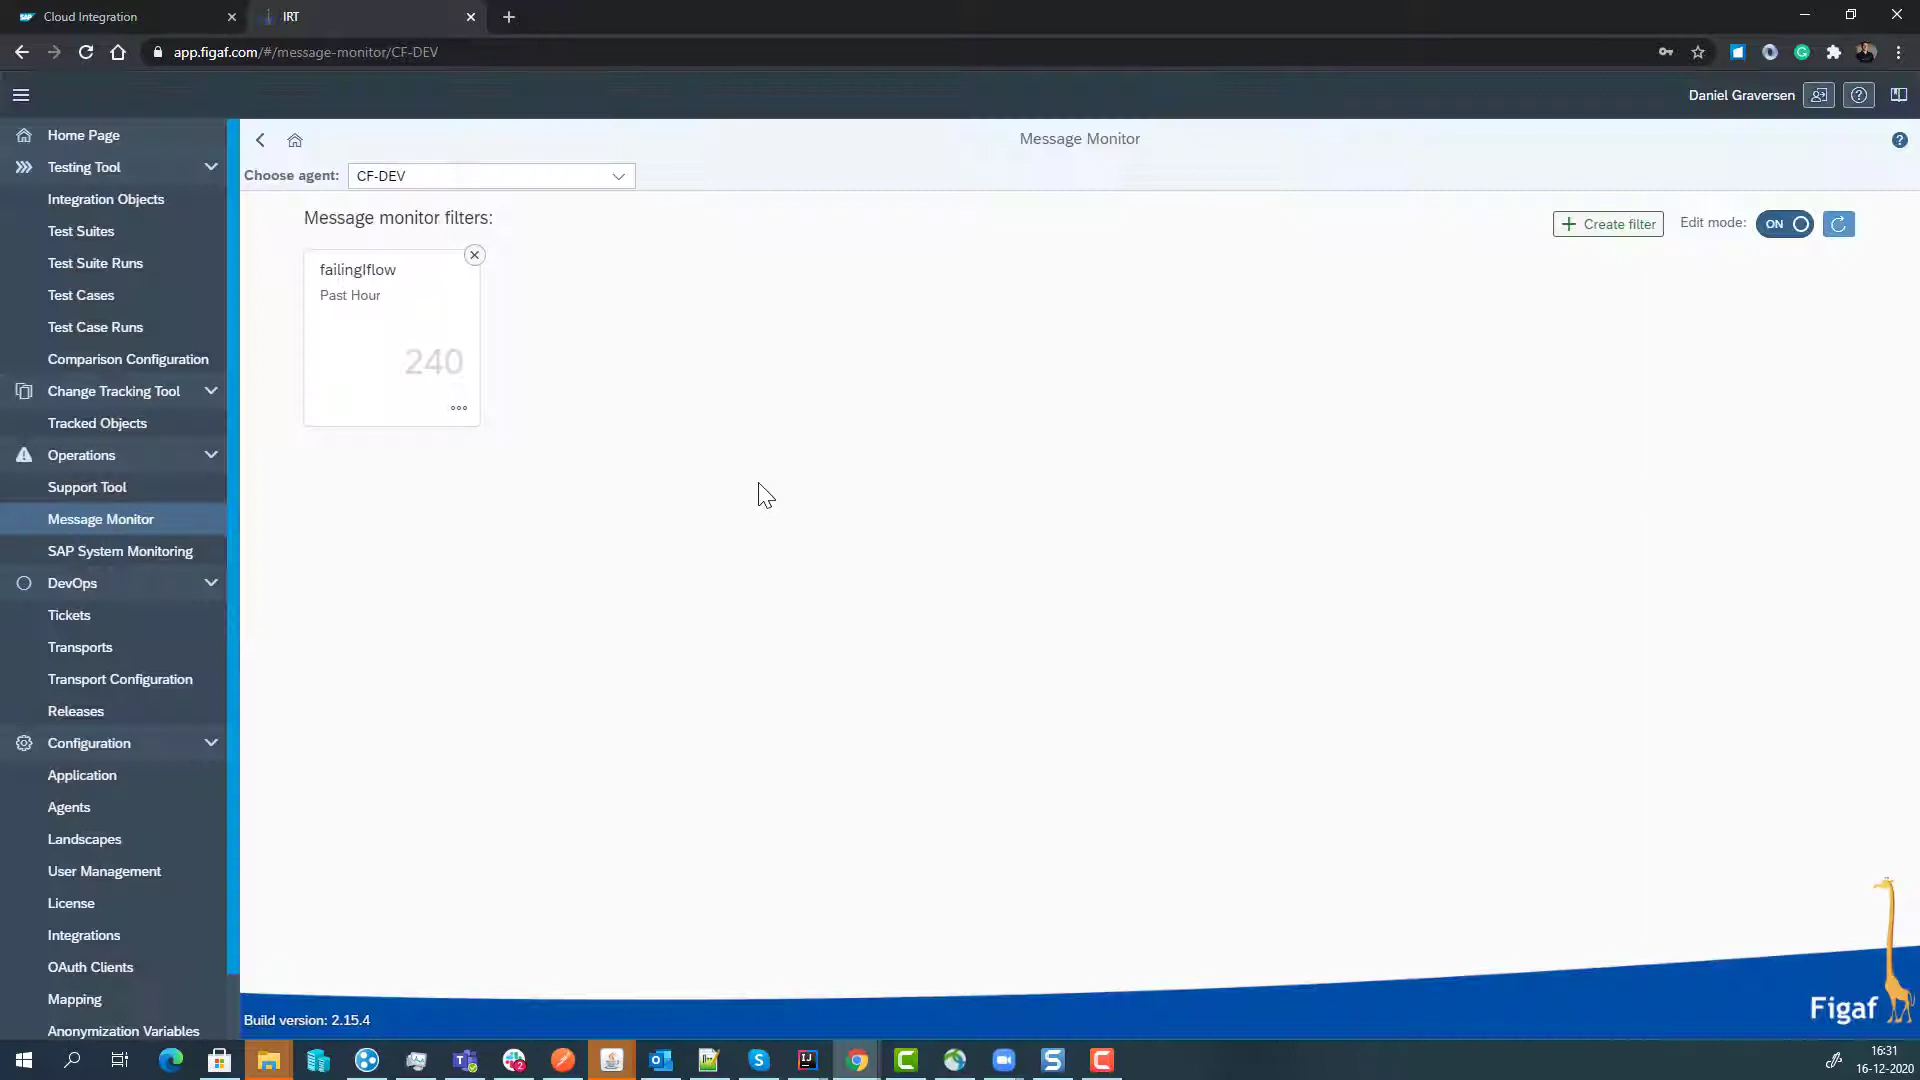 Cloud Integration
IRT
app.figaf.com/#/message-monitor/CF-DEV
Daniel Graversen
Home Page
Testing Tool
Integration Objects
Test Suites
Test Suite Runs
Test Cases
Test Case Runs
Comparison Configuration
Change Tracking Tool
Tracked Objects
Operations
Support Tool
Message Monitor
SAP System Monitoring
DevOps
Tickets
Transports
Transport Configuration
Releases
Configuration
Application
Agents
Landscapes
User Management
License
Integrations
OAuth Clients
Mapping
Anonymization Variables
Message Monitor
Choose agent: CF-DEV
Message monitor filters:
Create filter Edit mode: ON
failingIflow
Past Hour
240
Figaf
Build version: 2.15.4
16:31
16-12-2020